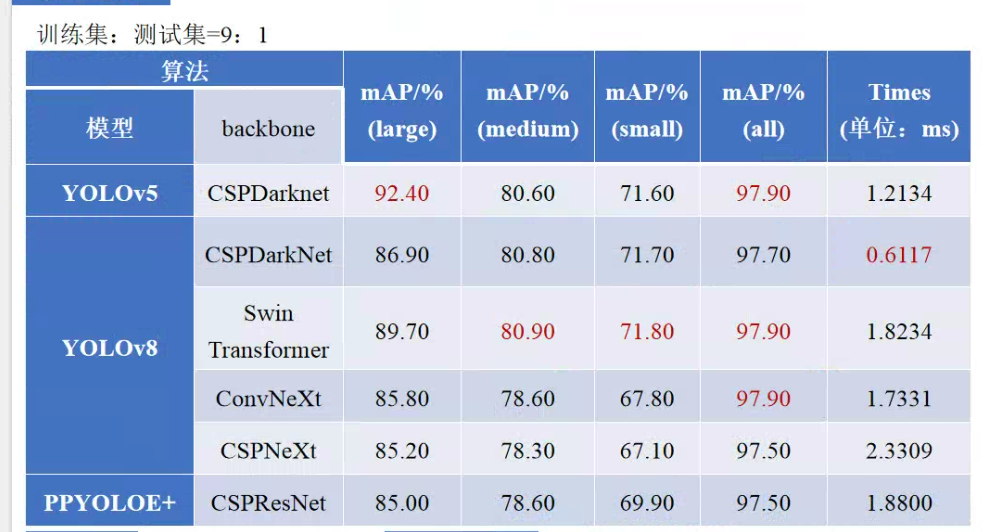 训练集：测试集=9：1
算法 mAP/% (large) mAP/% (medium) mAP/% (small) mAP/% (all) Times (单位：ms)
模型 backbone
YOLOv5 CSPDarknet 92.40 80.60 71.60 97.90 1.2134
YOLOv8 CSPDarkNet 86.90 80.80 71.70 97.70 0.6117
Swin Transformer 89.70 80.90 71.80 97.90 1.8234
ConvNeXt 85.80 78.60 67.80 97.90 1.7331
CSPNeXt 85.20 78.30 67.10 97.50 2.3309
PPYOLOE+ CSPResNet 85.00 78.60 69.90 97.50 1.8800